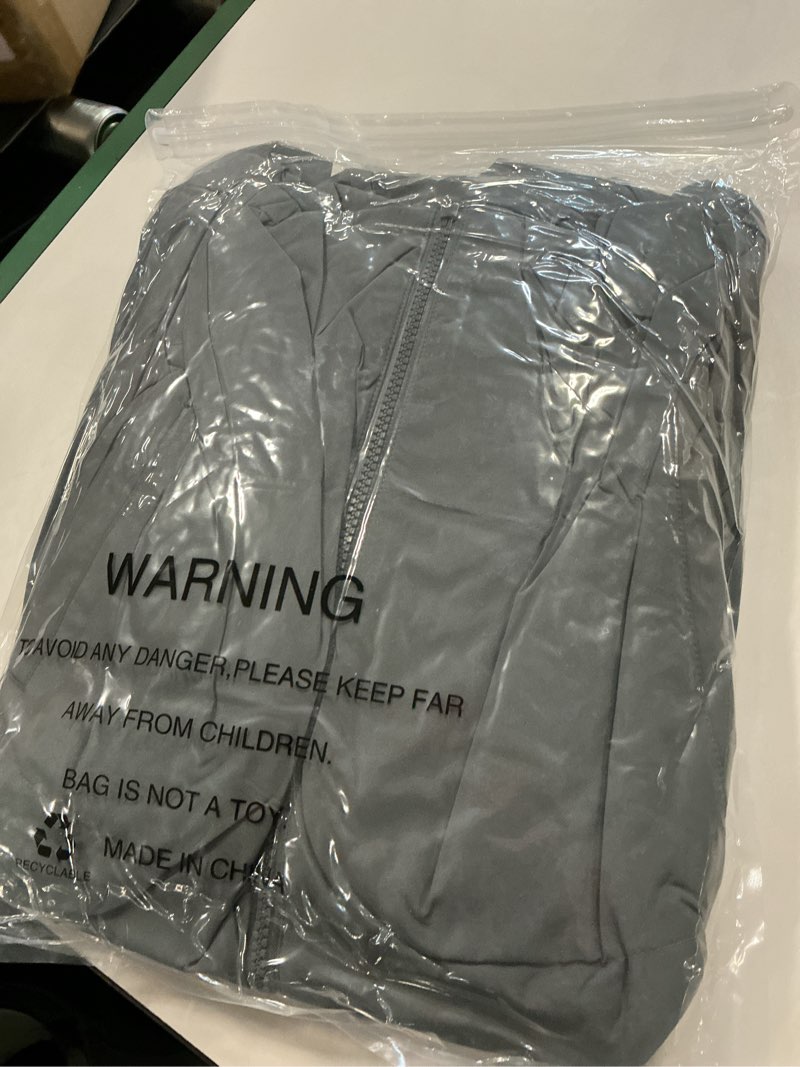 WARNING
TO AVOID ANY DANGER,PLEASE KEEP FAR
AWAY FROM CHILDREN.
BAG IS NOT A TOY.
MADE IN CHINA
RECYCLABLE